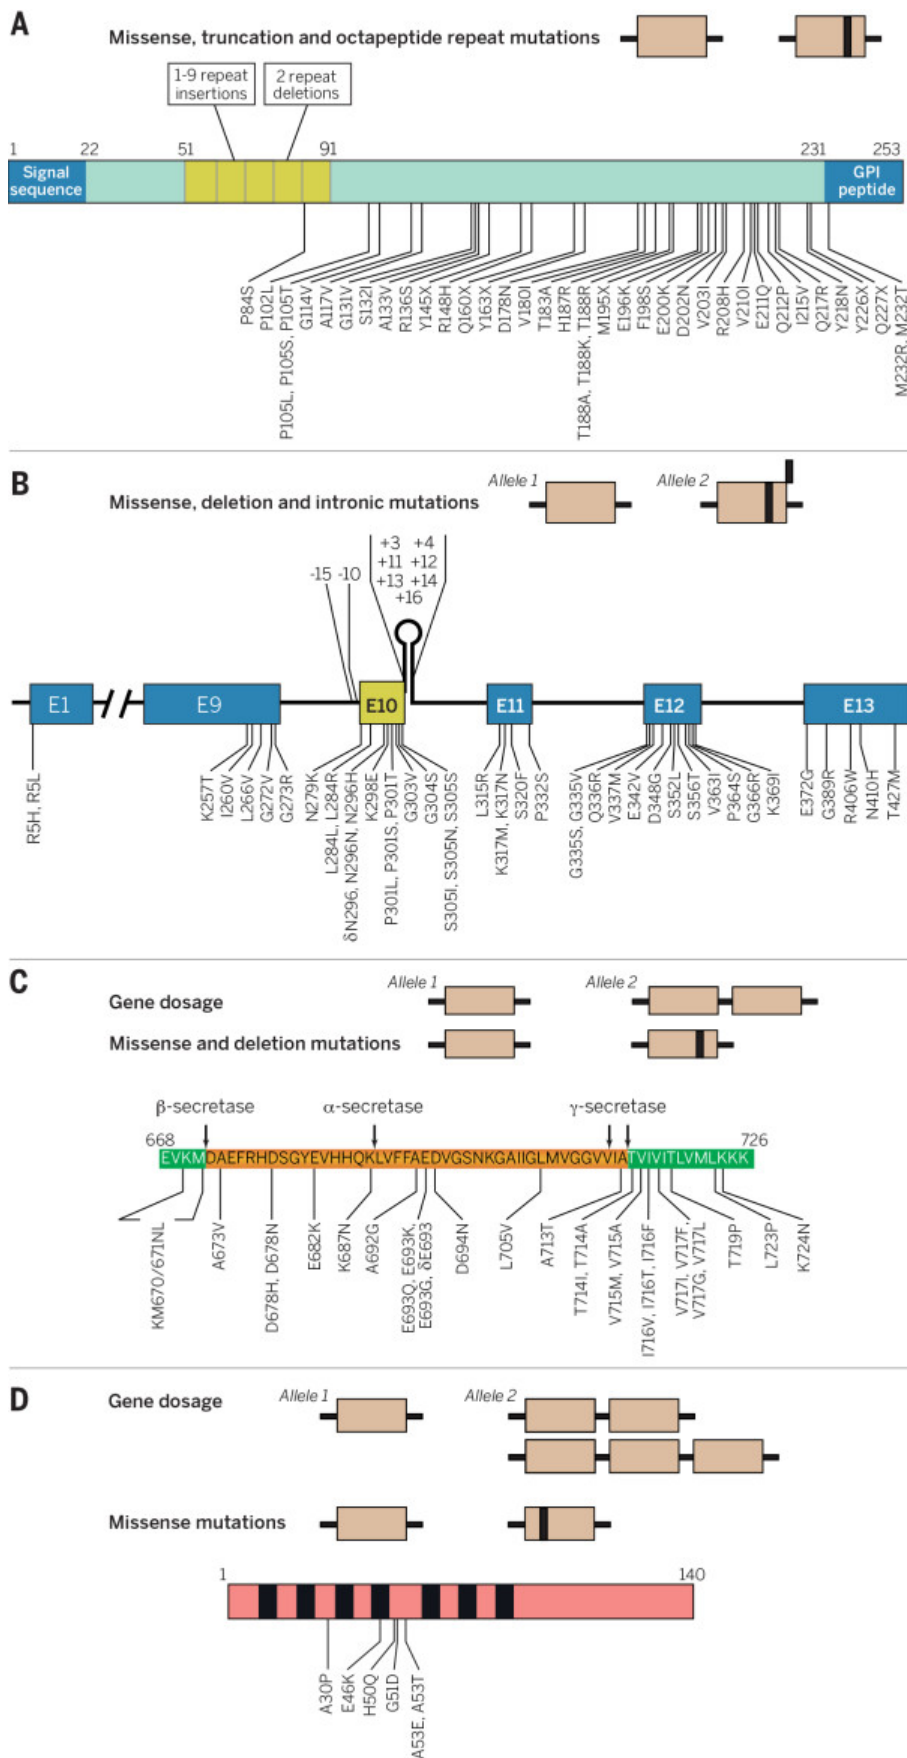 A
Missense, truncation and octapeptide repeat mutations
1-9 repeat
insertions
2 repeat
deletions
1
22
51
91
231
253
Signal
sequence
GPI
peptide
P84S
P102L
P105L, P105S, P105T
G114V
A117V
G131V
S132I
A133V
R136S
Y145X
R148H
Q160X
Y163X
D178N
V180I
T183A
H187R
T188A, T188K, T188R
M195X
E196K
F198S
E200K
D202N
V203I
R208H
V210I
E211Q
Q212P
I215V
Q217R
Y218N
Y226X
Q227X
M232R, M232T
B
Missense, deletion and intronic mutations
Allele 1
Allele 2
-15
-10
+3 +4
+11 +12
+13 +14
+16
E1
E9
E10
E11
E12
E13
R5H, R5L
K257T
I260V
L266V
G272V
G273R
N279K
L284L, L284R
δN296, N296N, N296H
K298E
P301L, P301S, P301T
G303V
G304S
S305I, S305N, S305S
L315R
K317M, K317N
S320F
P332S
G335S, G335V
Q336R
V337M
E342V
D348G
S352L
S356T
V363I
P364S
G366R
K369I
E372G
G389R
R406W
N410H
T427M
C
Gene dosage
Allele 1
Allele 2
Missense and deletion mutations
β-secretase
α-secretase
γ-secretase
668
726
EVKMDAEFRHDSGYEVHHQKLVFFAEDVGSNKGAIIGLMVGGVVIATVIVITLVMLKKK
KM670/671NL
A673V
D678H, D678N
E682K
K687N
A692G
E693Q, E693K,
E693G, δE693
D694N
L705V
A713T
T714I, T714A
V715M, V715A
I716V, I716T, I716F
V717I, V717F,
V717G, V717L
T719P
L723P
K724N
D
Gene dosage
Allele 1
Allele 2
Missense mutations
1
140
A30P
E46K
H50Q
G51D
A53E, A53T